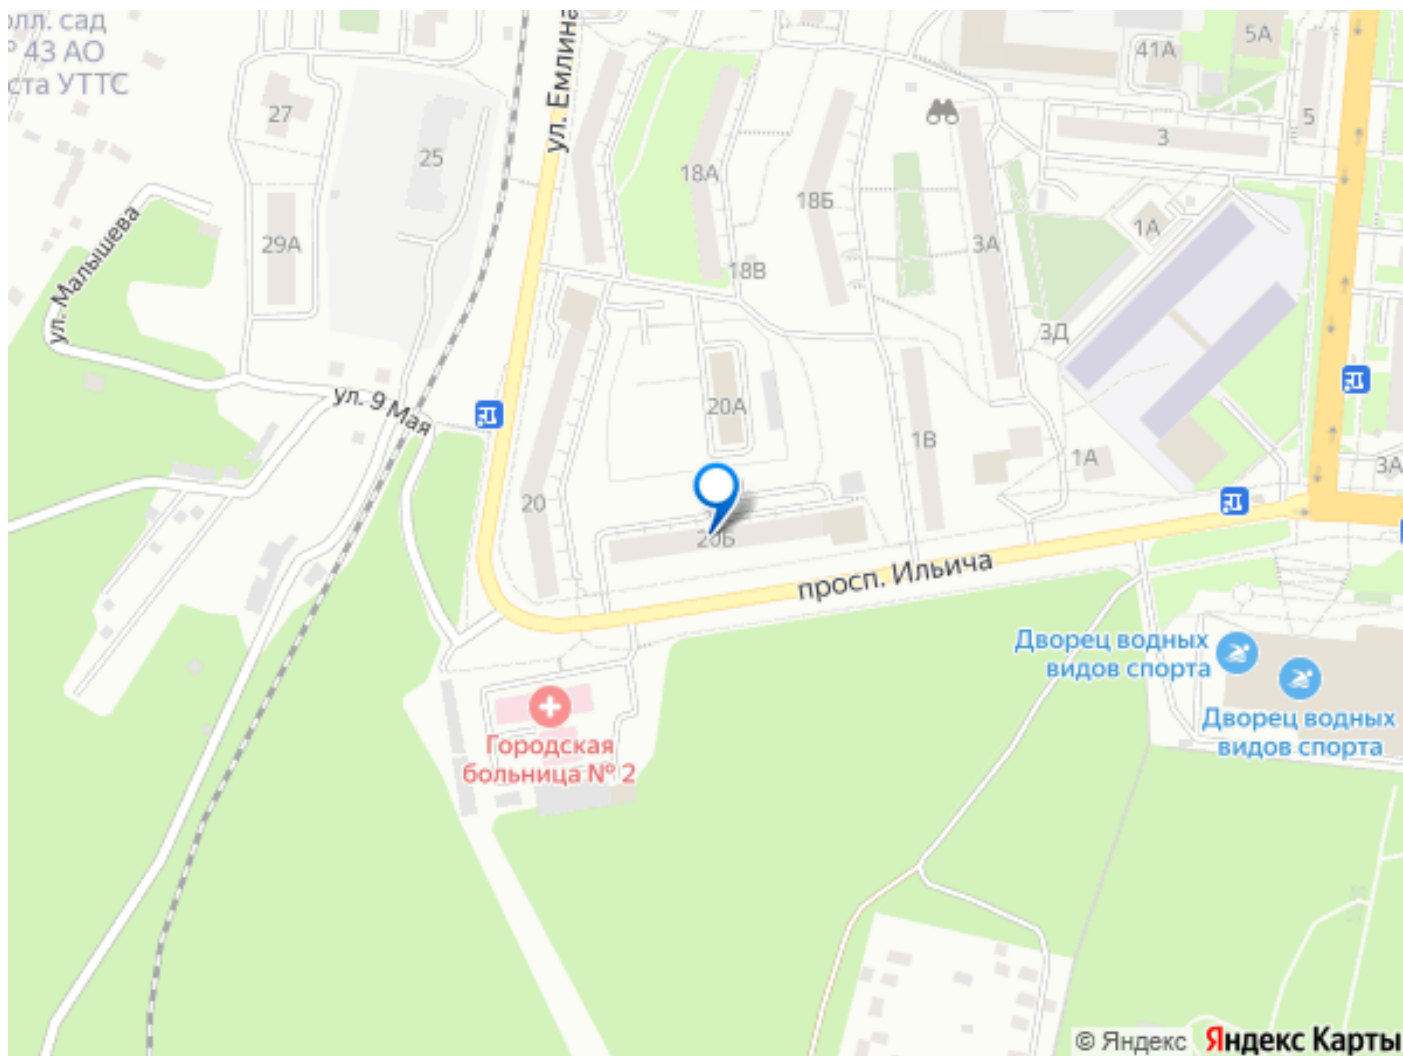 олл. сад
№ 43 АО
ста УТТС
ул. Емлина
5А
41А
27
5
25
3
18А
18Б
1А
ул. Малышева
29А
3А
18В
3Д
ул. 9 Мая
20А
1В
1А
3А
20
20Б
просп. Ильича
Дворец водных
видов спорта
Дворец водных
видов спорта
Городская
больница № 2
© Яндекс Яндекс Карты